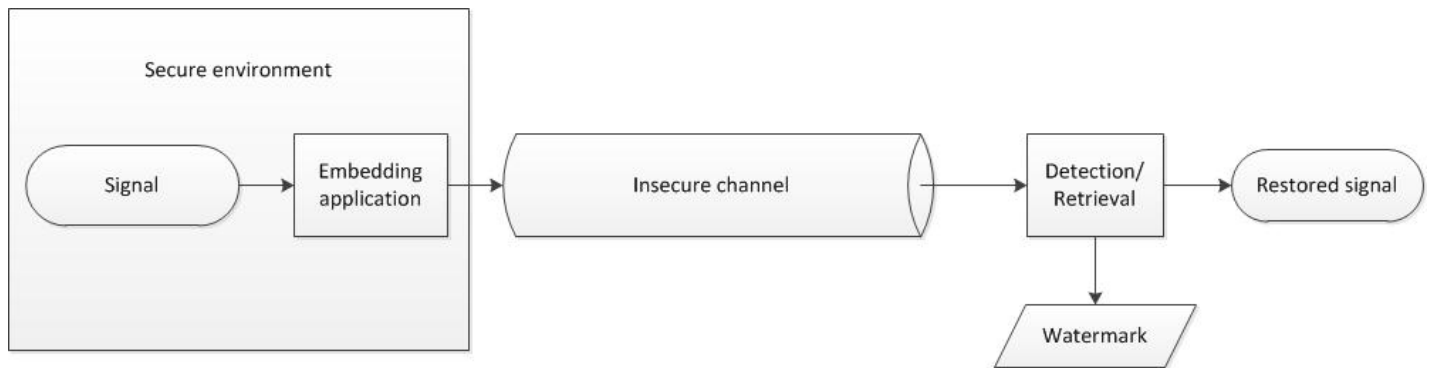 Secure environment
Signal
Embedding
application
Insecure channel
Detection/
Retrieval
Restored signal
Watermark